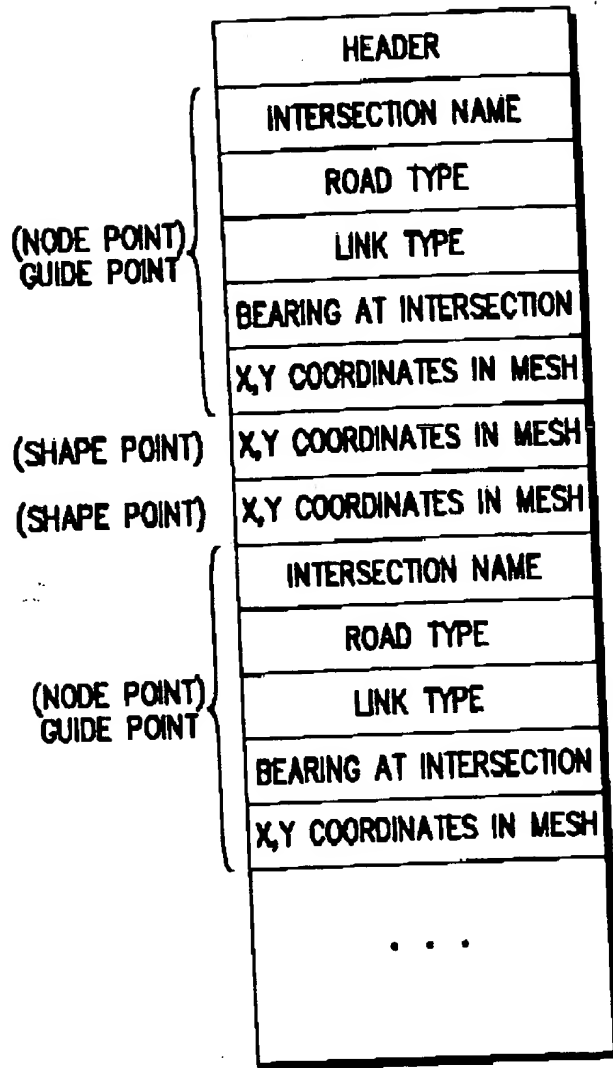 HEADER
INTERSECTION NAME
ROAD TYPE
(NODE POINT)
GUIDE POINT
LINK TYPE
BEARING AT INTERSECTION
X,Y COORDINATES IN MESH
(SHAPE POINT)
X,Y COORDINATES IN MESH
(SHAPE POINT)
X,Y COORDINATES IN MESH
INTERSECTION NAME
ROAD TYPE
(NODE POINT)
GUIDE POINT
LINK TYPE
BEARING AT INTERSECTION
X,Y COORDINATES IN MESH
. . .